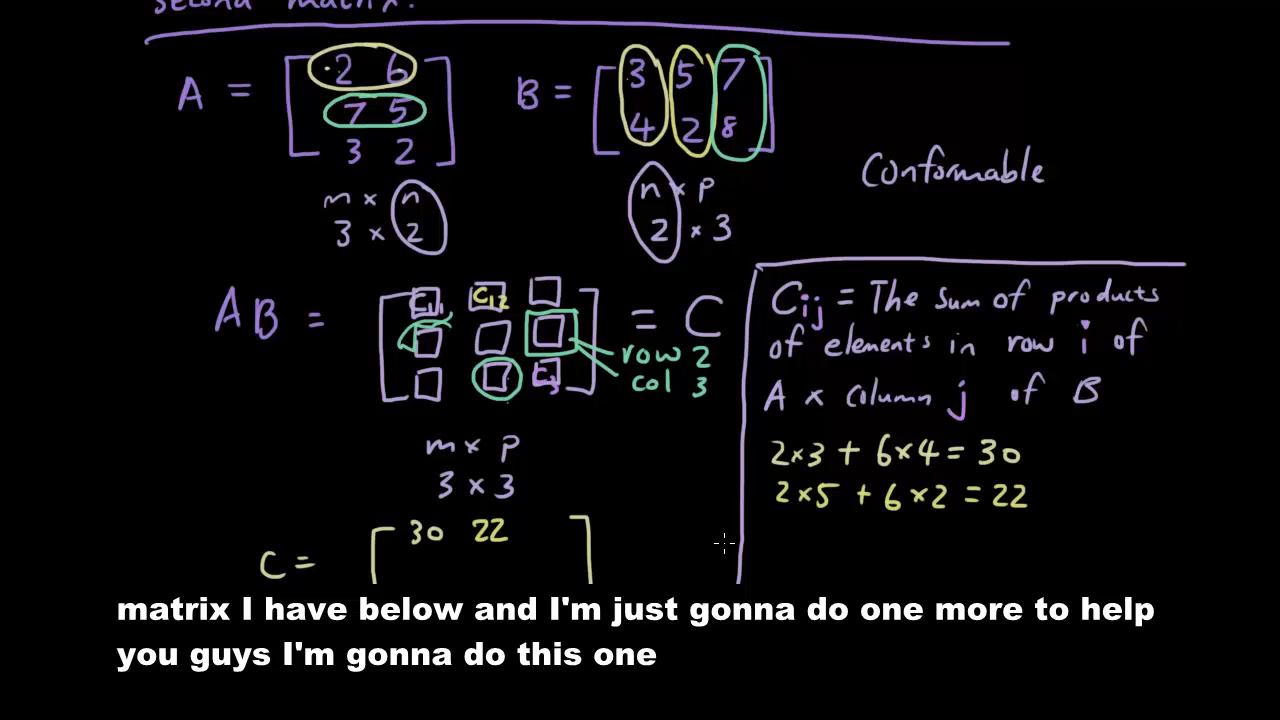 second matrix.
A = [ 2 6 B = [ 3 5 7 ]
7 5
3 2 ] 4 2 8
Conformable
m × n n × p
3 × 2 2 × 3
AB = [ C11 C12 ] = C
row 2
col 3
Cij = The sum of products
of elements in row i of
A × column j of B
2×3 + 6×4 = 30
2×5 + 6×2 = 22
m × p
3 × 3
C = [ 30 22 ]
matrix I have below and I'm just gonna do one more to help
you guys I'm gonna do this one